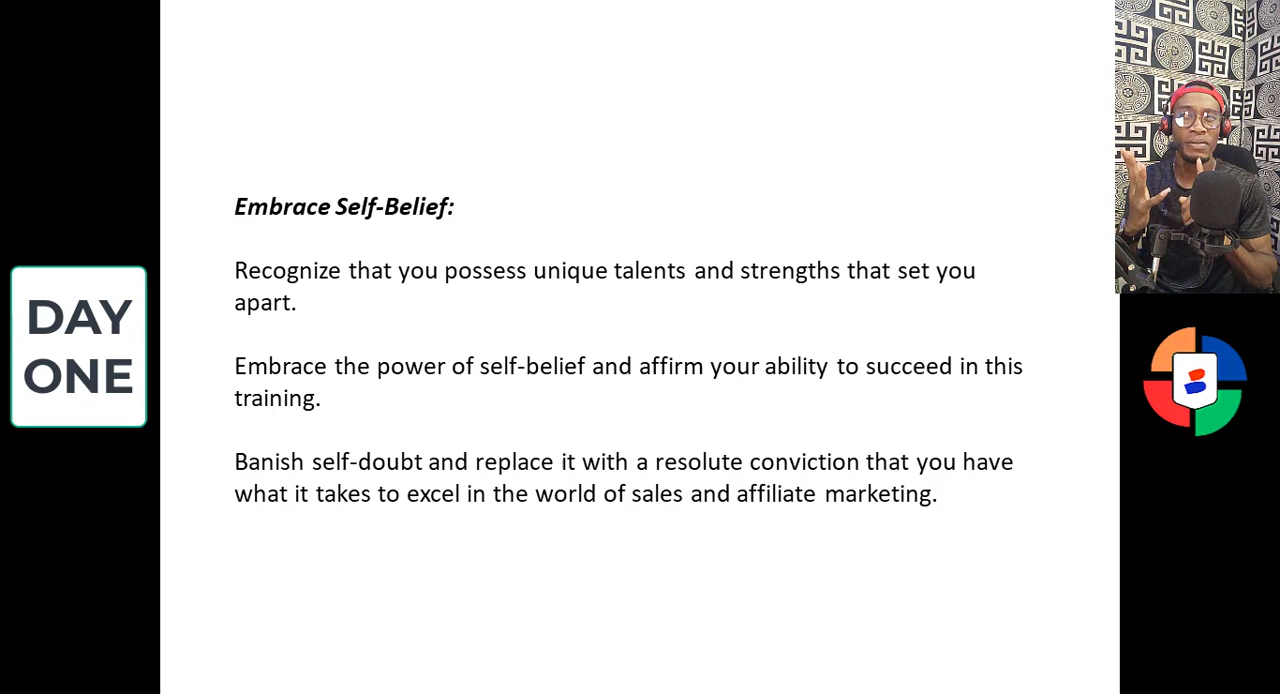 DAY
ONE
Embrace Self-Belief:
Recognize that you possess unique talents and strengths that set you
apart.
Embrace the power of self-belief and affirm your ability to succeed in this
training.
Banish self-doubt and replace it with a resolute conviction that you have
what it takes to excel in the world of sales and affiliate marketing.